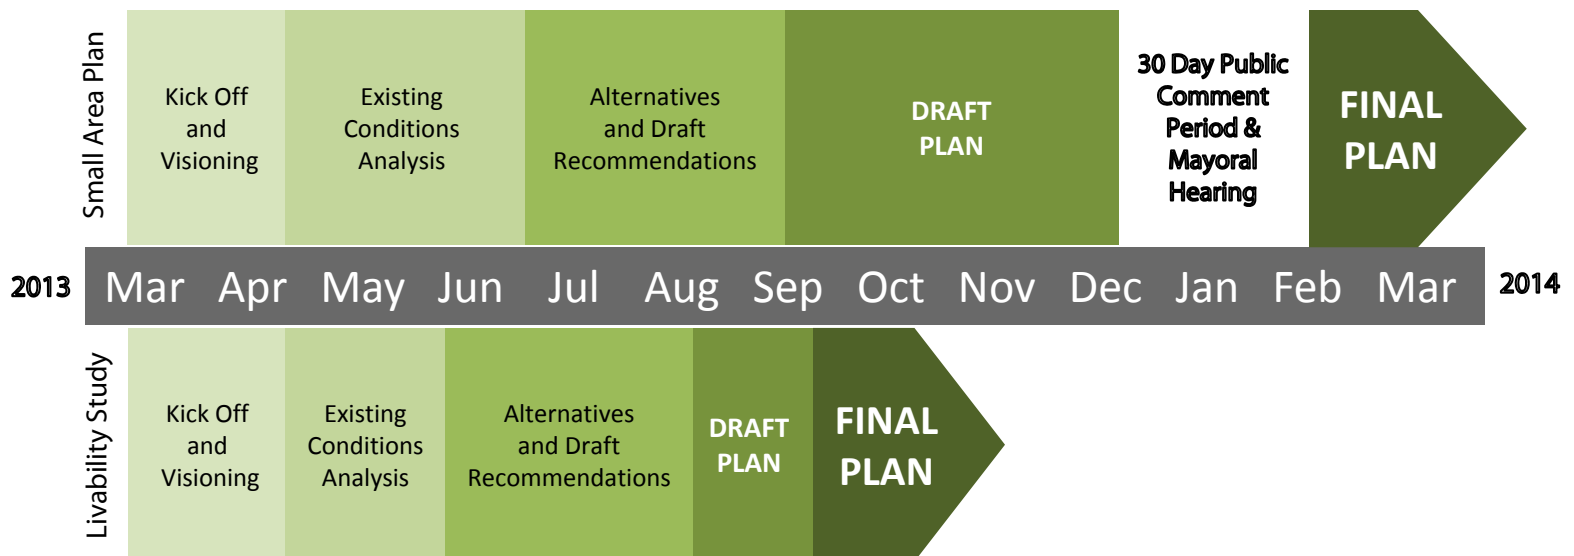 Small Area Plan
Kick Off
and
Visioning
Existing
Conditions
Analysis
Alternatives
and Draft
Recommendations
DRAFT
PLAN
30 Day Public
Comment
Period &
Mayoral
Hearing
FINAL
PLAN
2013 Mar Apr May Jun Jul Aug Sep Oct Nov Dec Jan Feb Mar 2014
Livability Study
Kick Off
and
Visioning
Existing
Conditions
Analysis
Alternatives
and Draft
Recommendations
DRAFT
PLAN
FINAL
PLAN